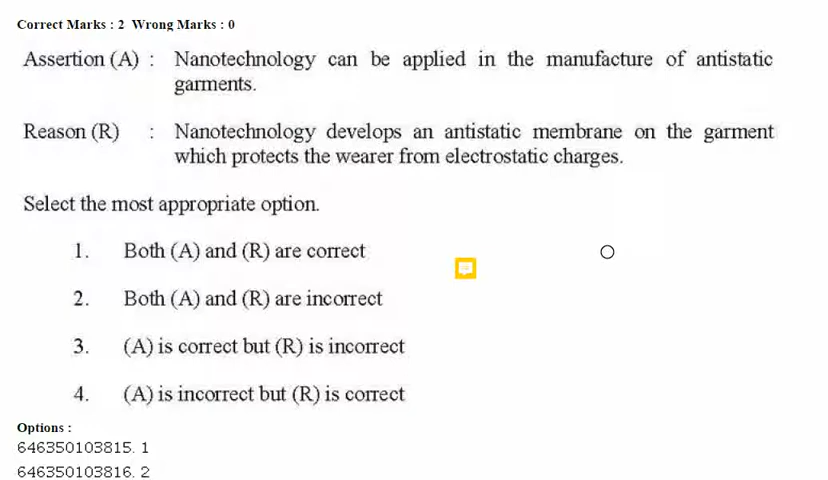 Correct Marks : 2 Wrong Marks : 0
Assertion (A) : Nanotechnology can be applied in the manufacture of antistatic
garments.
Reason (R) : Nanotechnology develops an antistatic membrane on the garment
which protects the wearer from electrostatic charges.
Select the most appropriate option.
1. Both (A) and (R) are correct
2. Both (A) and (R) are incorrect
3. (A) is correct but (R) is incorrect
4. (A) is incorrect but (R) is correct
Options :
646350103815. 1
646350103816. 2